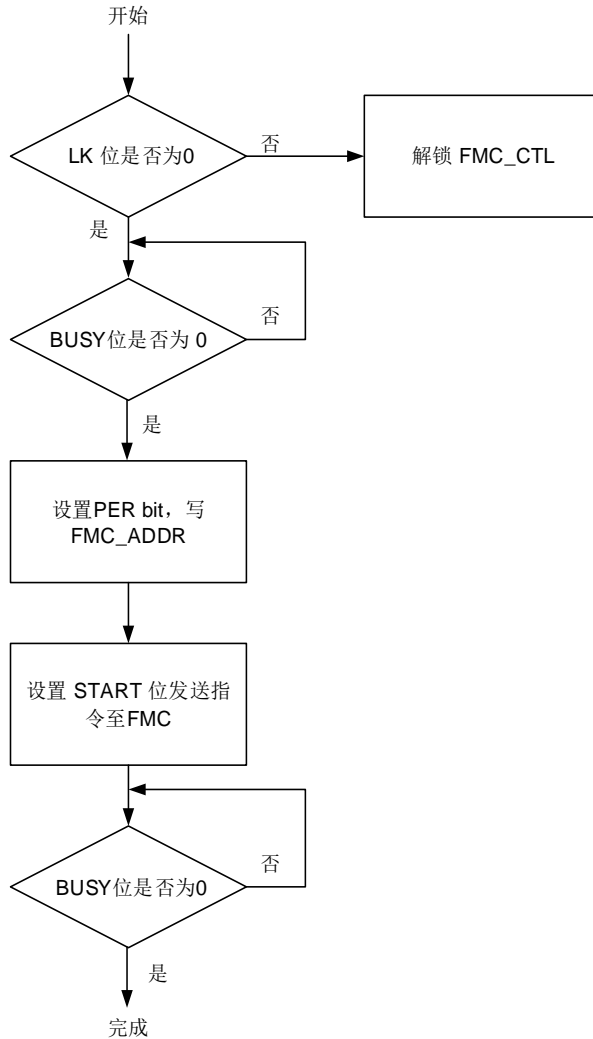 开始
LK 位是否为0
否
解锁 FMC_CTL
是
BUSY位是否为 0
否
是
设置PER bit，写
FMC_ADDR
设置 START 位发送指
令至FMC
否
BUSY位是否为0
是
完成